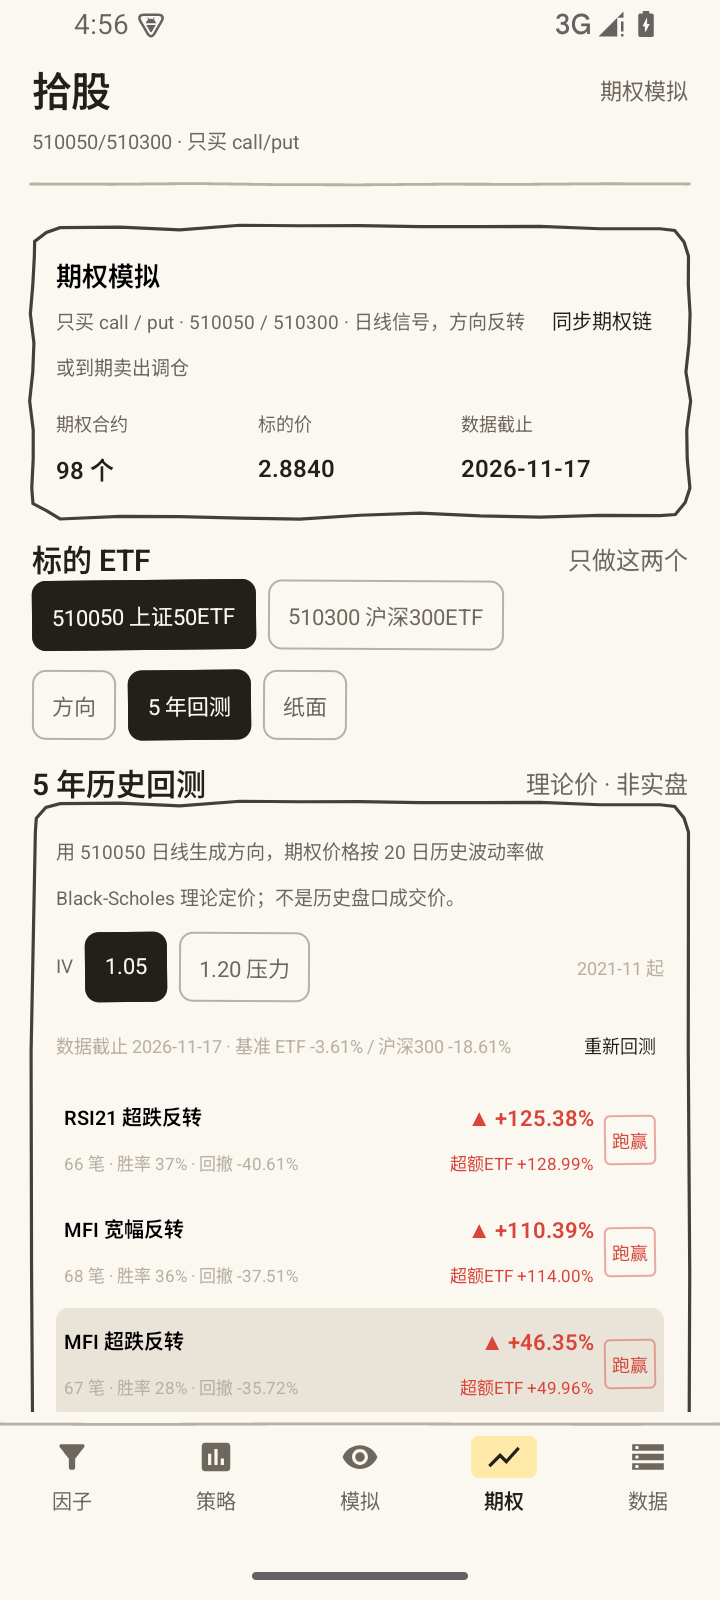 4:56
3G
拾股
期权模拟
510050/510300 · 只买 call/put
期权模拟
只买 call / put · 510050 / 510300 · 日线信号，方向反转
或到期卖出调仓
同步期权链
期权合约
标的价
数据截止
98 个
2.8840
2026-11-17
标的 ETF
只做这两个
510050 上证50ETF
510300 沪深300ETF
方向
5 年回测
纸面
5 年历史回测
理论价 · 非实盘
用 510050 日线生成方向，期权价格按 20 日历史波动率做
Black-Scholes 理论定价；不是历史盘口成交价。
IV
1.05
1.20 压力
2021-11 起
数据截止 2026-11-17 · 基准 ETF -3.61% / 沪深300 -18.61%
重新回测
RSI21 超跌反转
▲ +125.38%
跑赢
66 笔 · 胜率 37% · 回撤 -40.61%
超额ETF +128.99%
MFI 宽幅反转
▲ +110.39%
跑赢
68 笔 · 胜率 36% · 回撤 -37.51%
超额ETF +114.00%
MFI 超跌反转
▲ +46.35%
跑赢
67 笔 · 胜率 28% · 回撤 -35.72%
超额ETF +49.96%
因子
策略
模拟
期权
数据